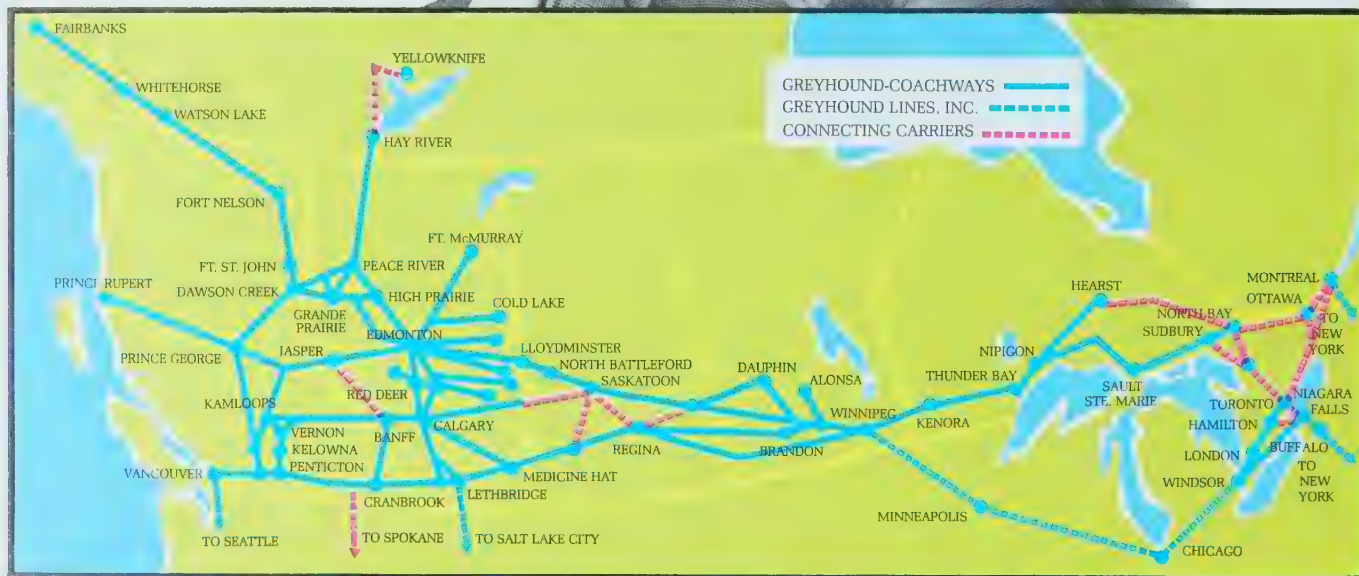 FAIRBANKS
WHITEHORSE
WATSON LAKE
YELLOWKNIFE
HAY RIVER
GREYHOUND-COACHWAYS
GREYHOUND LINES, INC.
CONNECTING CARRIERS
FORT NELSON
FT. McMURRAY
FT. ST. JOHN
PEACE RIVER
PRINCE RUPERT
DAWSON CREEK
HIGH PRAIRIE
COLD LAKE
GRANDE
PRAIRIE
EDMONTON
PRINCE GEORGE
JASPER
LLOYDMINSTER
NORTH BATTLEFORD
SASKATOON
RED DEER
KAMLOOPS
VERNON
KELOWNA
PENTICTON
BANFF
CALGARY
REGINA
DAUPHIN
ALONSA
WINNIPEG
BRANDON
KENORA
THUNDER BAY
NIPIGON
HEARST
SAULT
STE. MARIE
NORTH BAY
SUDBURY
MONTREAL
OTTAWA
TO
NEW
YORK
TORONTO
NIAGARA
FALLS
HAMILTON
BUFFALO
LONDON
TO
NEW
YORK
WINDSOR
VANCOUVER
CRANBROOK
LETHBRIDGE
MEDICINE HAT
MINNEAPOLIS
CHICAGO
TO SEATTLE
TO SPOKANE
TO SALT LAKE CITY